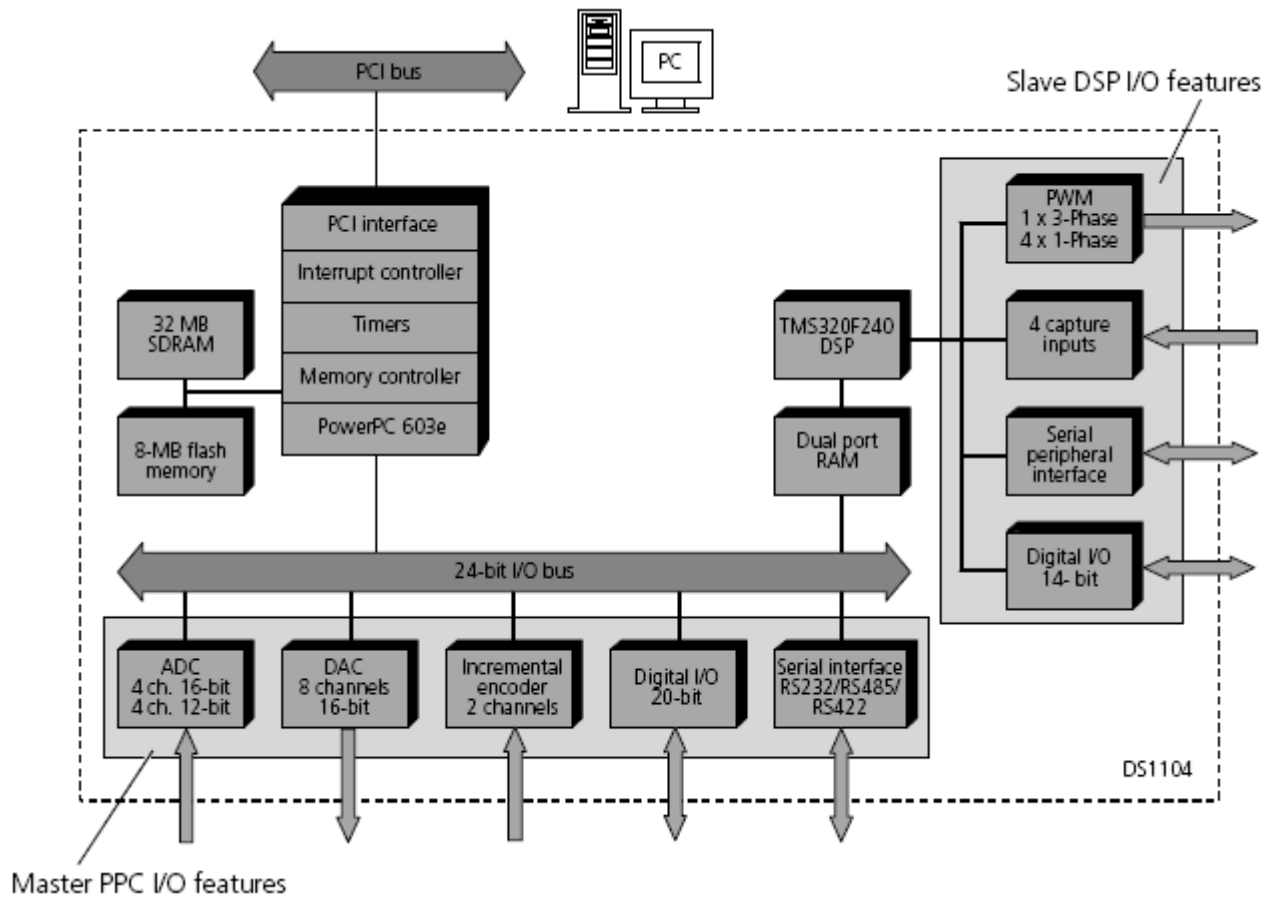 PCI bus
PC
Slave DSP I/O features
PCI interface
Interrupt controller
Timers
Memory controller
PowerPC 603e
32 MB
SDRAM
8-MB flash
memory
TMS320F240
DSP
Dual port
RAM
PWM
1 x 3-Phase
4 x 1-Phase
4 capture
inputs
Serial
peripheral
interface
Digital I/O
14- bit
24-bit I/O bus
ADC
4 ch. 16-bit
4 ch. 12-bit
DAC
8 channels
16-bit
Incremental
encoder
2 channels
Digital I/O
20-bit
Serial interface
RS232/RS485/
RS422
DS1104
Master PPC I/O features